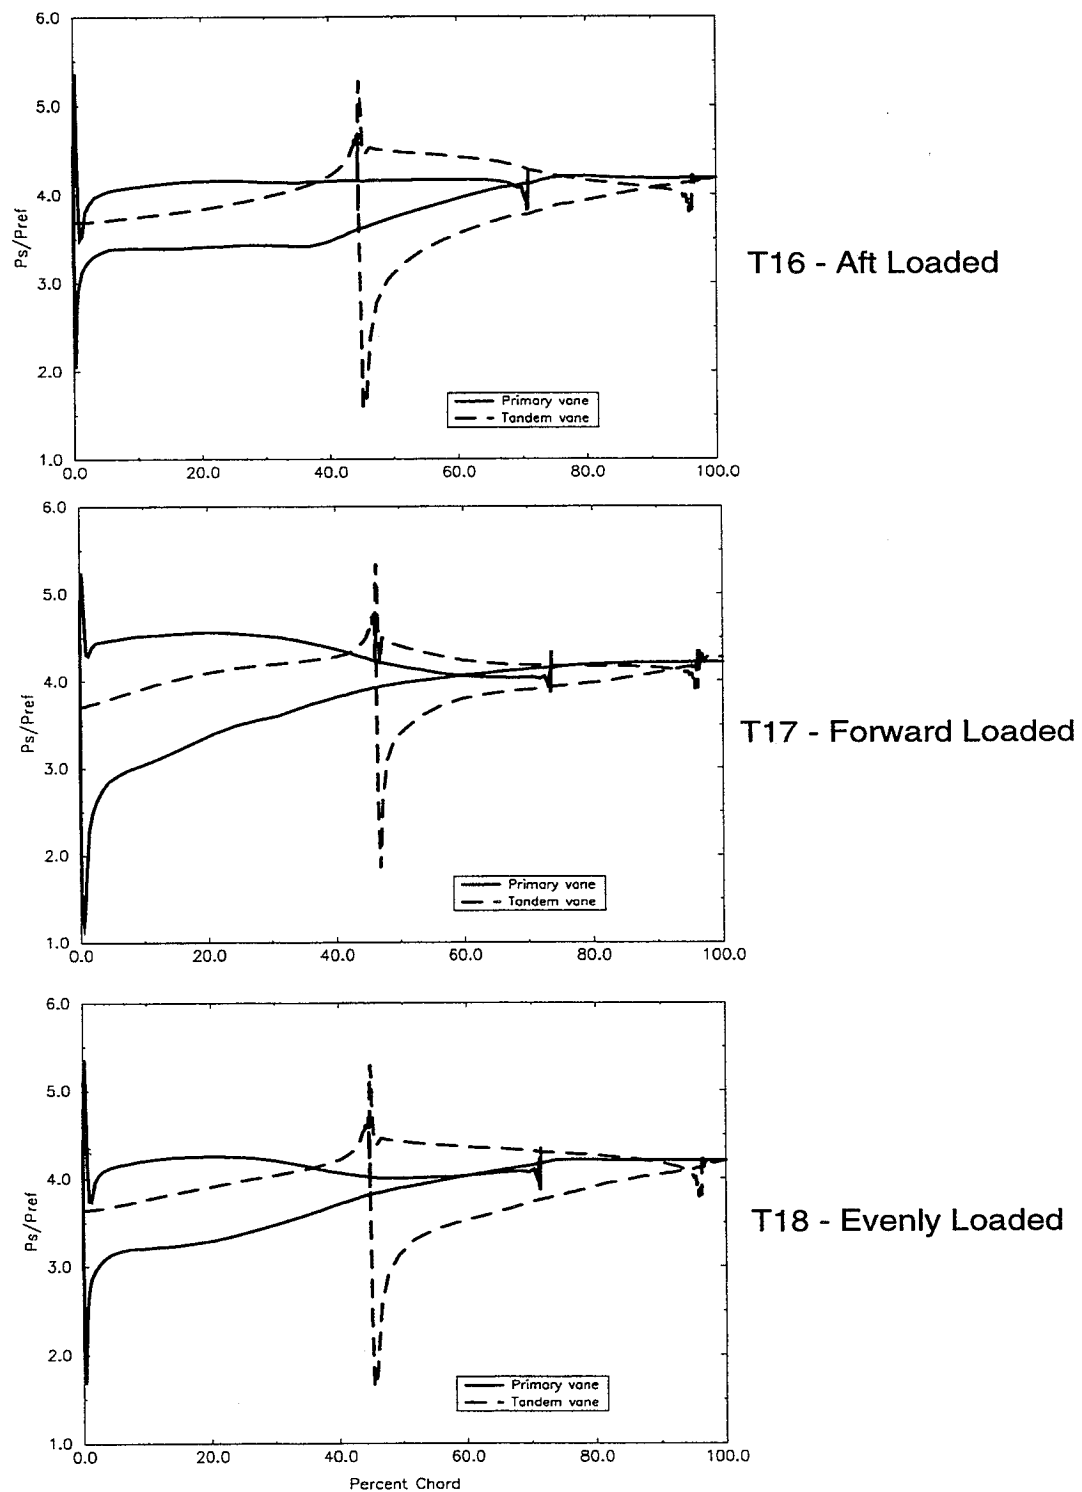 6.0
5.0
4.0
3.0
2.0
1.0
Ps/Pref
0.0 20.0 40.0 60.0 80.0 100.0
Primary vane
Tandem vane
T16 - Aft Loaded
6.0
5.0
4.0
3.0
2.0
1.0
Ps/Pref
0.0 20.0 40.0 60.0 80.0 100.0
Primary vane
Tandem vane
T17 - Forward Loaded
6.0
5.0
4.0
3.0
2.0
1.0
Ps/Pref
0.0 20.0 40.0 60.0 80.0 100.0
Primary vane
Tandem vane
Percent Chord
T18 - Evenly Loaded